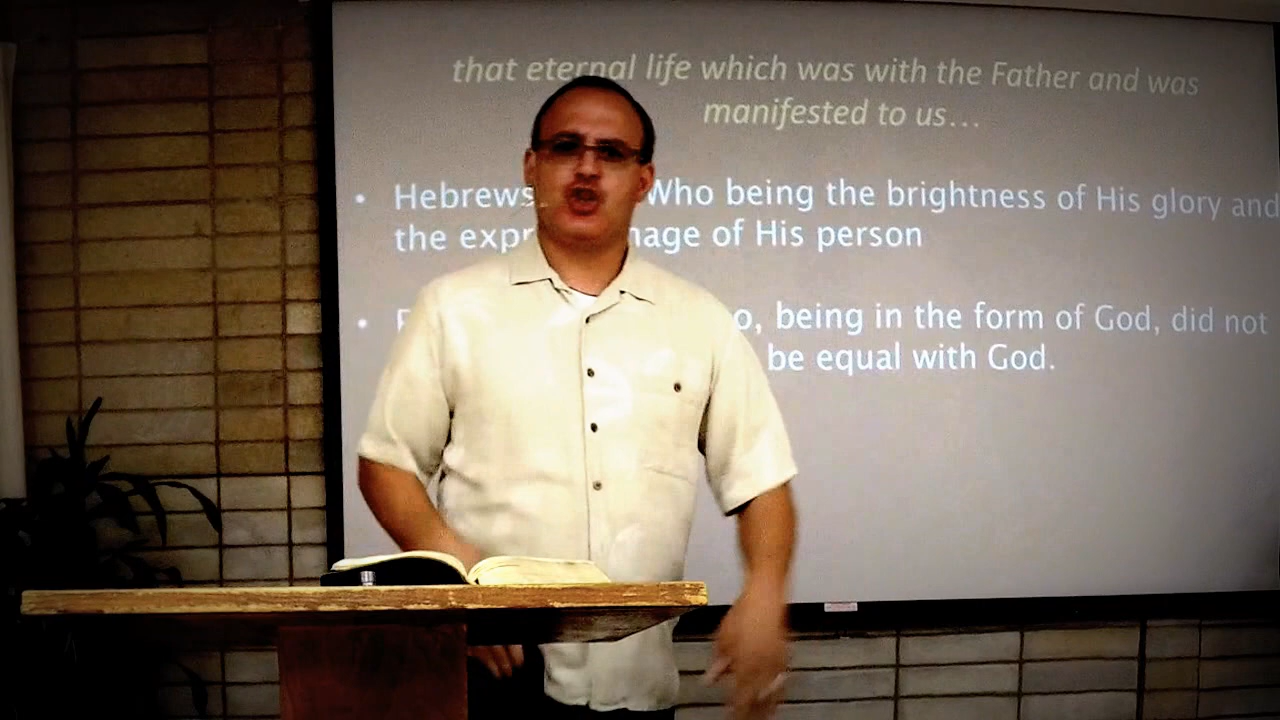 that eternal life which was with the Father and was
manifested to us…
• Hebrews Who being the brightness of His glory and
the image of His person
• being in the form of God, did not
be equal with God.